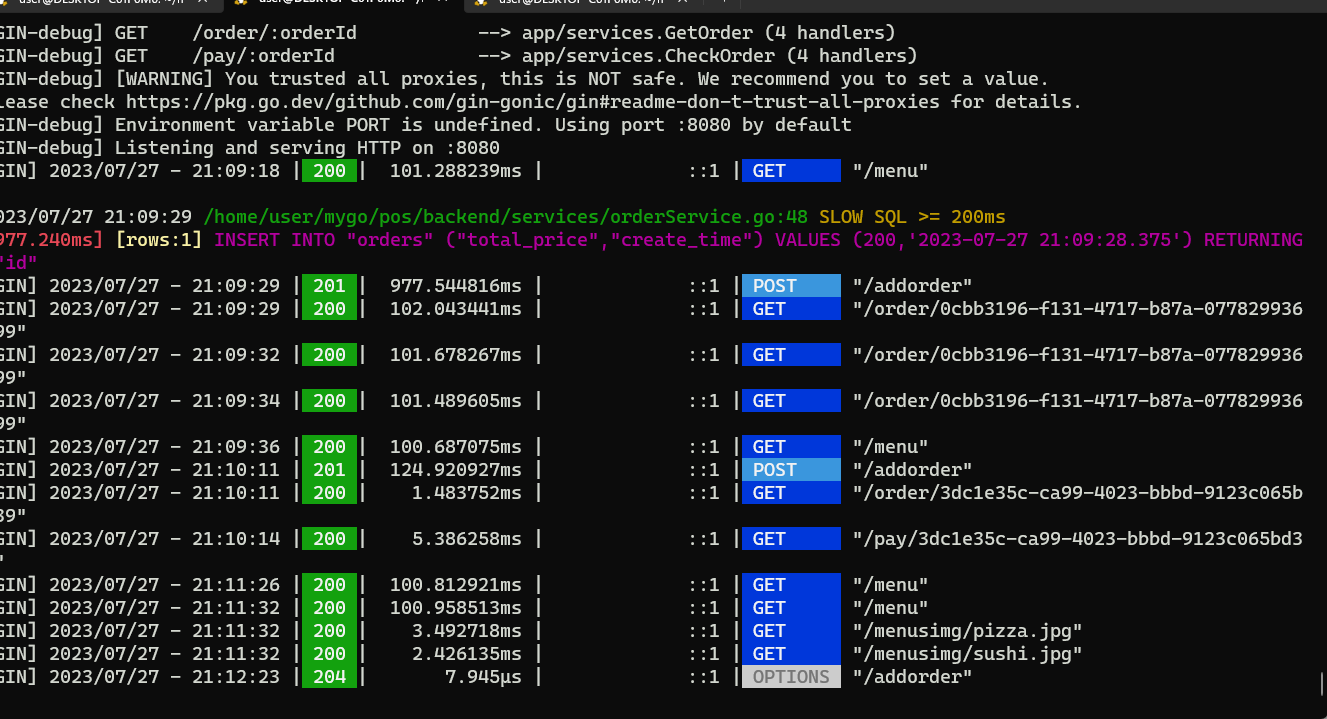 GIN-debug] GET    /order/:orderId           --> app/services.GetOrder (4 handlers)
GIN-debug] GET    /pay/:orderId             --> app/services.CheckOrder (4 handlers)
GIN-debug] [WARNING] You trusted all proxies, this is NOT safe. We recommend you to set a value.
lease check https://pkg.go.dev/github.com/gin-gonic/gin#readme-don-t-trust-all-proxies for details.
GIN-debug] Environment variable PORT is undefined. Using port :8080 by default
GIN-debug] Listening and serving HTTP on :8080
GIN] 2023/07/27 - 21:09:18 | 200 |  101.288239ms |             ::1 | GET      "/menu"
023/07/27 21:09:29 /home/user/mygo/pos/backend/services/orderService.go:48 SLOW SQL >= 200ms
977.240ms] [rows:1] INSERT INTO "orders" ("total_price","create_time") VALUES (200,'2023-07-27 21:09:28.375') RETURNING
"id"
GIN] 2023/07/27 - 21:09:29 | 201 |  977.544816ms |             ::1 | POST     "/addorder"
GIN] 2023/07/27 - 21:09:29 | 200 |  102.043441ms |             ::1 | GET      "/order/0cbb3196-f131-4717-b87a-077829936
99"
GIN] 2023/07/27 - 21:09:32 | 200 |  101.678267ms |             ::1 | GET      "/order/0cbb3196-f131-4717-b87a-077829936
99"
GIN] 2023/07/27 - 21:09:34 | 200 |  101.489605ms |             ::1 | GET      "/order/0cbb3196-f131-4717-b87a-077829936
99"
GIN] 2023/07/27 - 21:09:36 | 200 |  100.687075ms |             ::1 | GET      "/menu"
GIN] 2023/07/27 - 21:10:11 | 201 |  124.920927ms |             ::1 | POST     "/addorder"
GIN] 2023/07/27 - 21:10:11 | 200 |    1.483752ms |             ::1 | GET      "/order/3dc1e35c-ca99-4023-bbbd-9123c065b
39"
GIN] 2023/07/27 - 21:10:14 | 200 |    5.386258ms |             ::1 | GET      "/pay/3dc1e35c-ca99-4023-bbbd-9123c065bd3
"
GIN] 2023/07/27 - 21:11:26 | 200 |  100.812921ms |             ::1 | GET      "/menu"
GIN] 2023/07/27 - 21:11:32 | 200 |  100.958513ms |             ::1 | GET      "/menu"
GIN] 2023/07/27 - 21:11:32 | 200 |    3.492718ms |             ::1 | GET      "/menusimg/pizza.jpg"
GIN] 2023/07/27 - 21:11:32 | 200 |    2.426135ms |             ::1 | GET      "/menusimg/sushi.jpg"
GIN] 2023/07/27 - 21:12:23 | 204 |       7.945µs |             ::1 | OPTIONS  "/addorder"